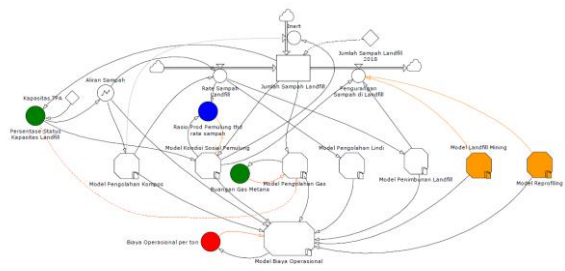 Inert
Jumlah Sampah Landfill
2018
Aliran Sampah
Rate Sampah
Landfill
Jumlah Sampah Landfill
Pengurangan
Sampah di Landfill
Kapasitas TPA
Persentase Status
Kapasitas Landfill
Rasio Prod Pemulung thd
rate sampah
Model Kondisi Sosial Pemulung
Model Pengolahan Lindi
Model Landfill Mining
Model Pengolahan Kompos
Buangan Gas Metana
Model Pengolahan Gas
Model Penimbunan Landfill
Model Reprofiling
Biaya Operasional per ton
Model Biaya Operasional